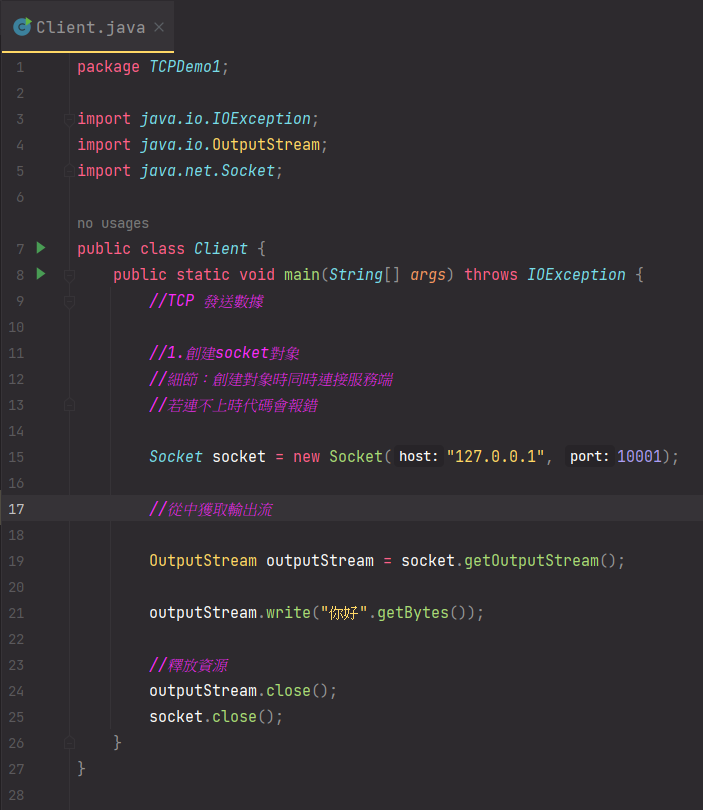 Client.java
1 package TCPDemo1;
2
3 import java.io.IOException;
4 import java.io.OutputStream;
5 import java.net.Socket;
6
no usages
7 public class Client {
8 public static void main(String[] args) throws IOException {
9 //TCP 發送數據
10
11 //1.創建socket對象
12 //細節：創建對象時同時連接服務端
13 //若連不上時代碼會報錯
14
15 Socket socket = new Socket( host: "127.0.0.1", port: 10001);
16
17 //從中獲取輸出流
18
19 OutputStream outputStream = socket.getOutputStream();
20
21 outputStream.write("你好".getBytes());
22
23 //釋放資源
24 outputStream.close();
25 socket.close();
26 }
27 }
28